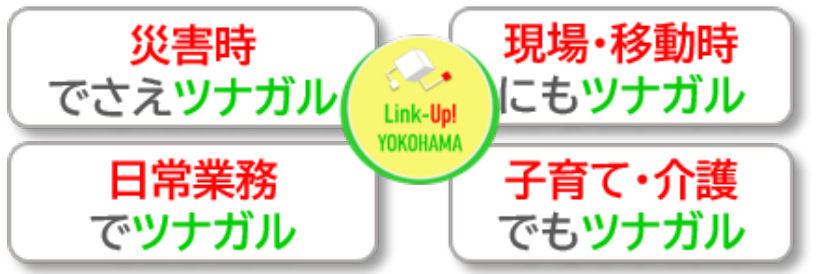 災害時
でさえツナガル
現場・移動時
にもツナガル
Link-Up!
YOKOHAMA
日常業務
でツナガル
子育て・介護
でもツナガル